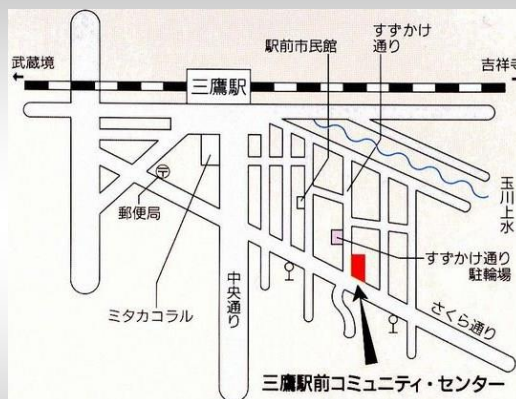 駅前市民館
すずかけ
通り
武蔵境
吉祥寺
三鷹駅
玉川上水
郵便局
すずかけ通り
駐輪場
ミタカコラル
中央通り
さくら通り
三鷹駅前コミュニティ・センター